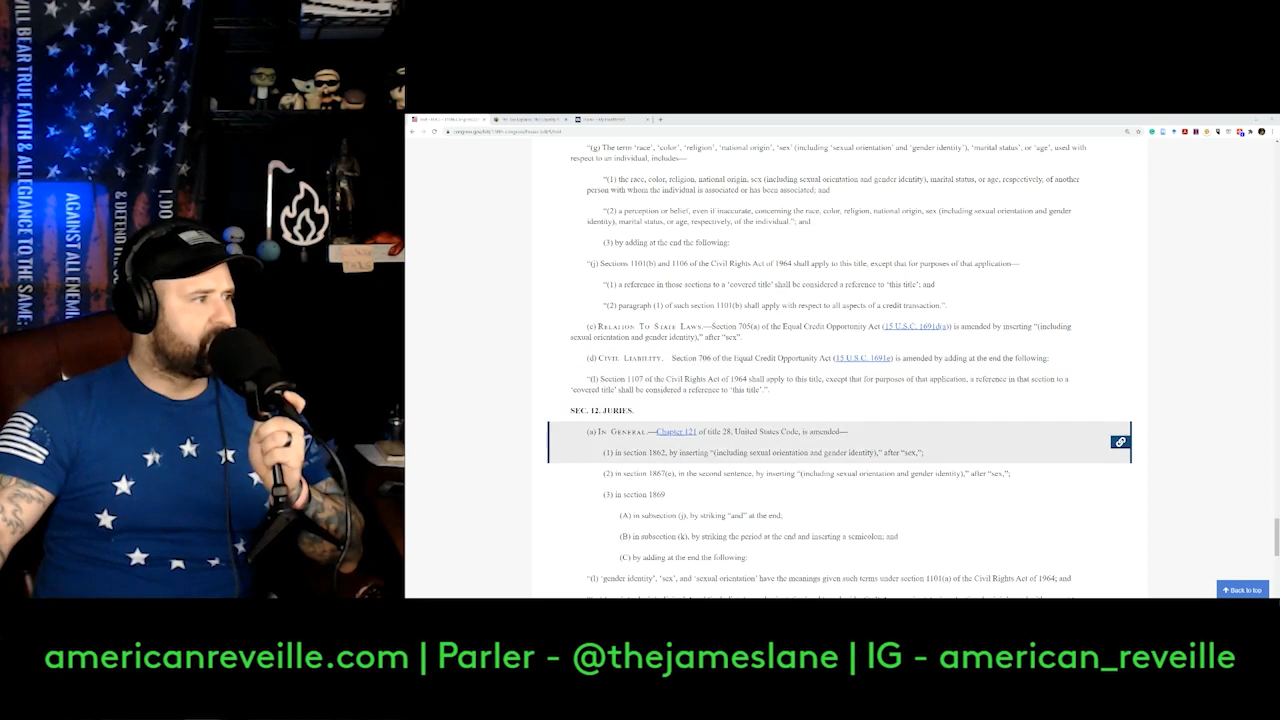 I WILL BEAR TRUE FAITH & ALLEGIANCE TO THE SAME;
AGAINST ALL ENEM
& DEFEND
I DO
"(g) The term 'race', 'color', 'religion', 'national origin', 'sex' (including 'sexual orientation' and 'gender identity'), 'marital status', or 'age', used with
respect to an individual, includes—
"(1) the race, color, religion, national origin, sex (including sexual orientation and gender identity), marital status, or age, respectively, of another
person with whom the individual is associated or has been associated; and
"(2) a perception or belief, even if inaccurate, concerning the race, color, religion, national origin, sex (including sexual orientation and gender
identity), marital status, or age, respectively, of the individual."; and
(3) by adding at the end the following:
"(j) Sections 1101(b) and 1106 of the Civil Rights Act of 1964 shall apply to this title, except that for purposes of that application—
"(1) a reference in those sections to a 'covered title' shall be considered a reference to 'this title'; and
"(2) paragraph (1) of such section 1101(b) shall apply with respect to all aspects of a credit transaction.".
(c) RELATION TO STATE LAWS.—Section 705(a) of the Equal Credit Opportunity Act (15 U.S.C. 1691d(a)) is amended by inserting "(including
sexual orientation and gender identity)," after "sex".
(d) CIVIL LIABILITY. Section 706 of the Equal Credit Opportunity Act (15 U.S.C. 1691e) is amended by adding at the end the following:
"(l) Section 1107 of the Civil Rights Act of 1964 shall apply to this title, except that for purposes of that application, a reference in that section to a
'covered title' shall be considered a reference to 'this title'.".
SEC. 12. JURIES.
(a) IN GENERAL.—Chapter 121 of title 28, United States Code, is amended—
(1) in section 1862, by inserting "(including sexual orientation and gender identity)," after "sex,";
(2) in section 1867(e), in the second sentence, by inserting "(including sexual orientation and gender identity)," after "sex,";
(3) in section 1869
(A) in subsection (j), by striking "and" at the end;
(B) in subsection (k), by striking the period at the end and inserting a semicolon; and
(C) by adding at the end the following:
"(l) 'gender identity', 'sex', and 'sexual orientation' have the meanings given such terms under section 1101(a) of the Civil Rights Act of 1964; and
Back to top
americanreveille.com | Parler - @thejameslane | IG - american_reveille